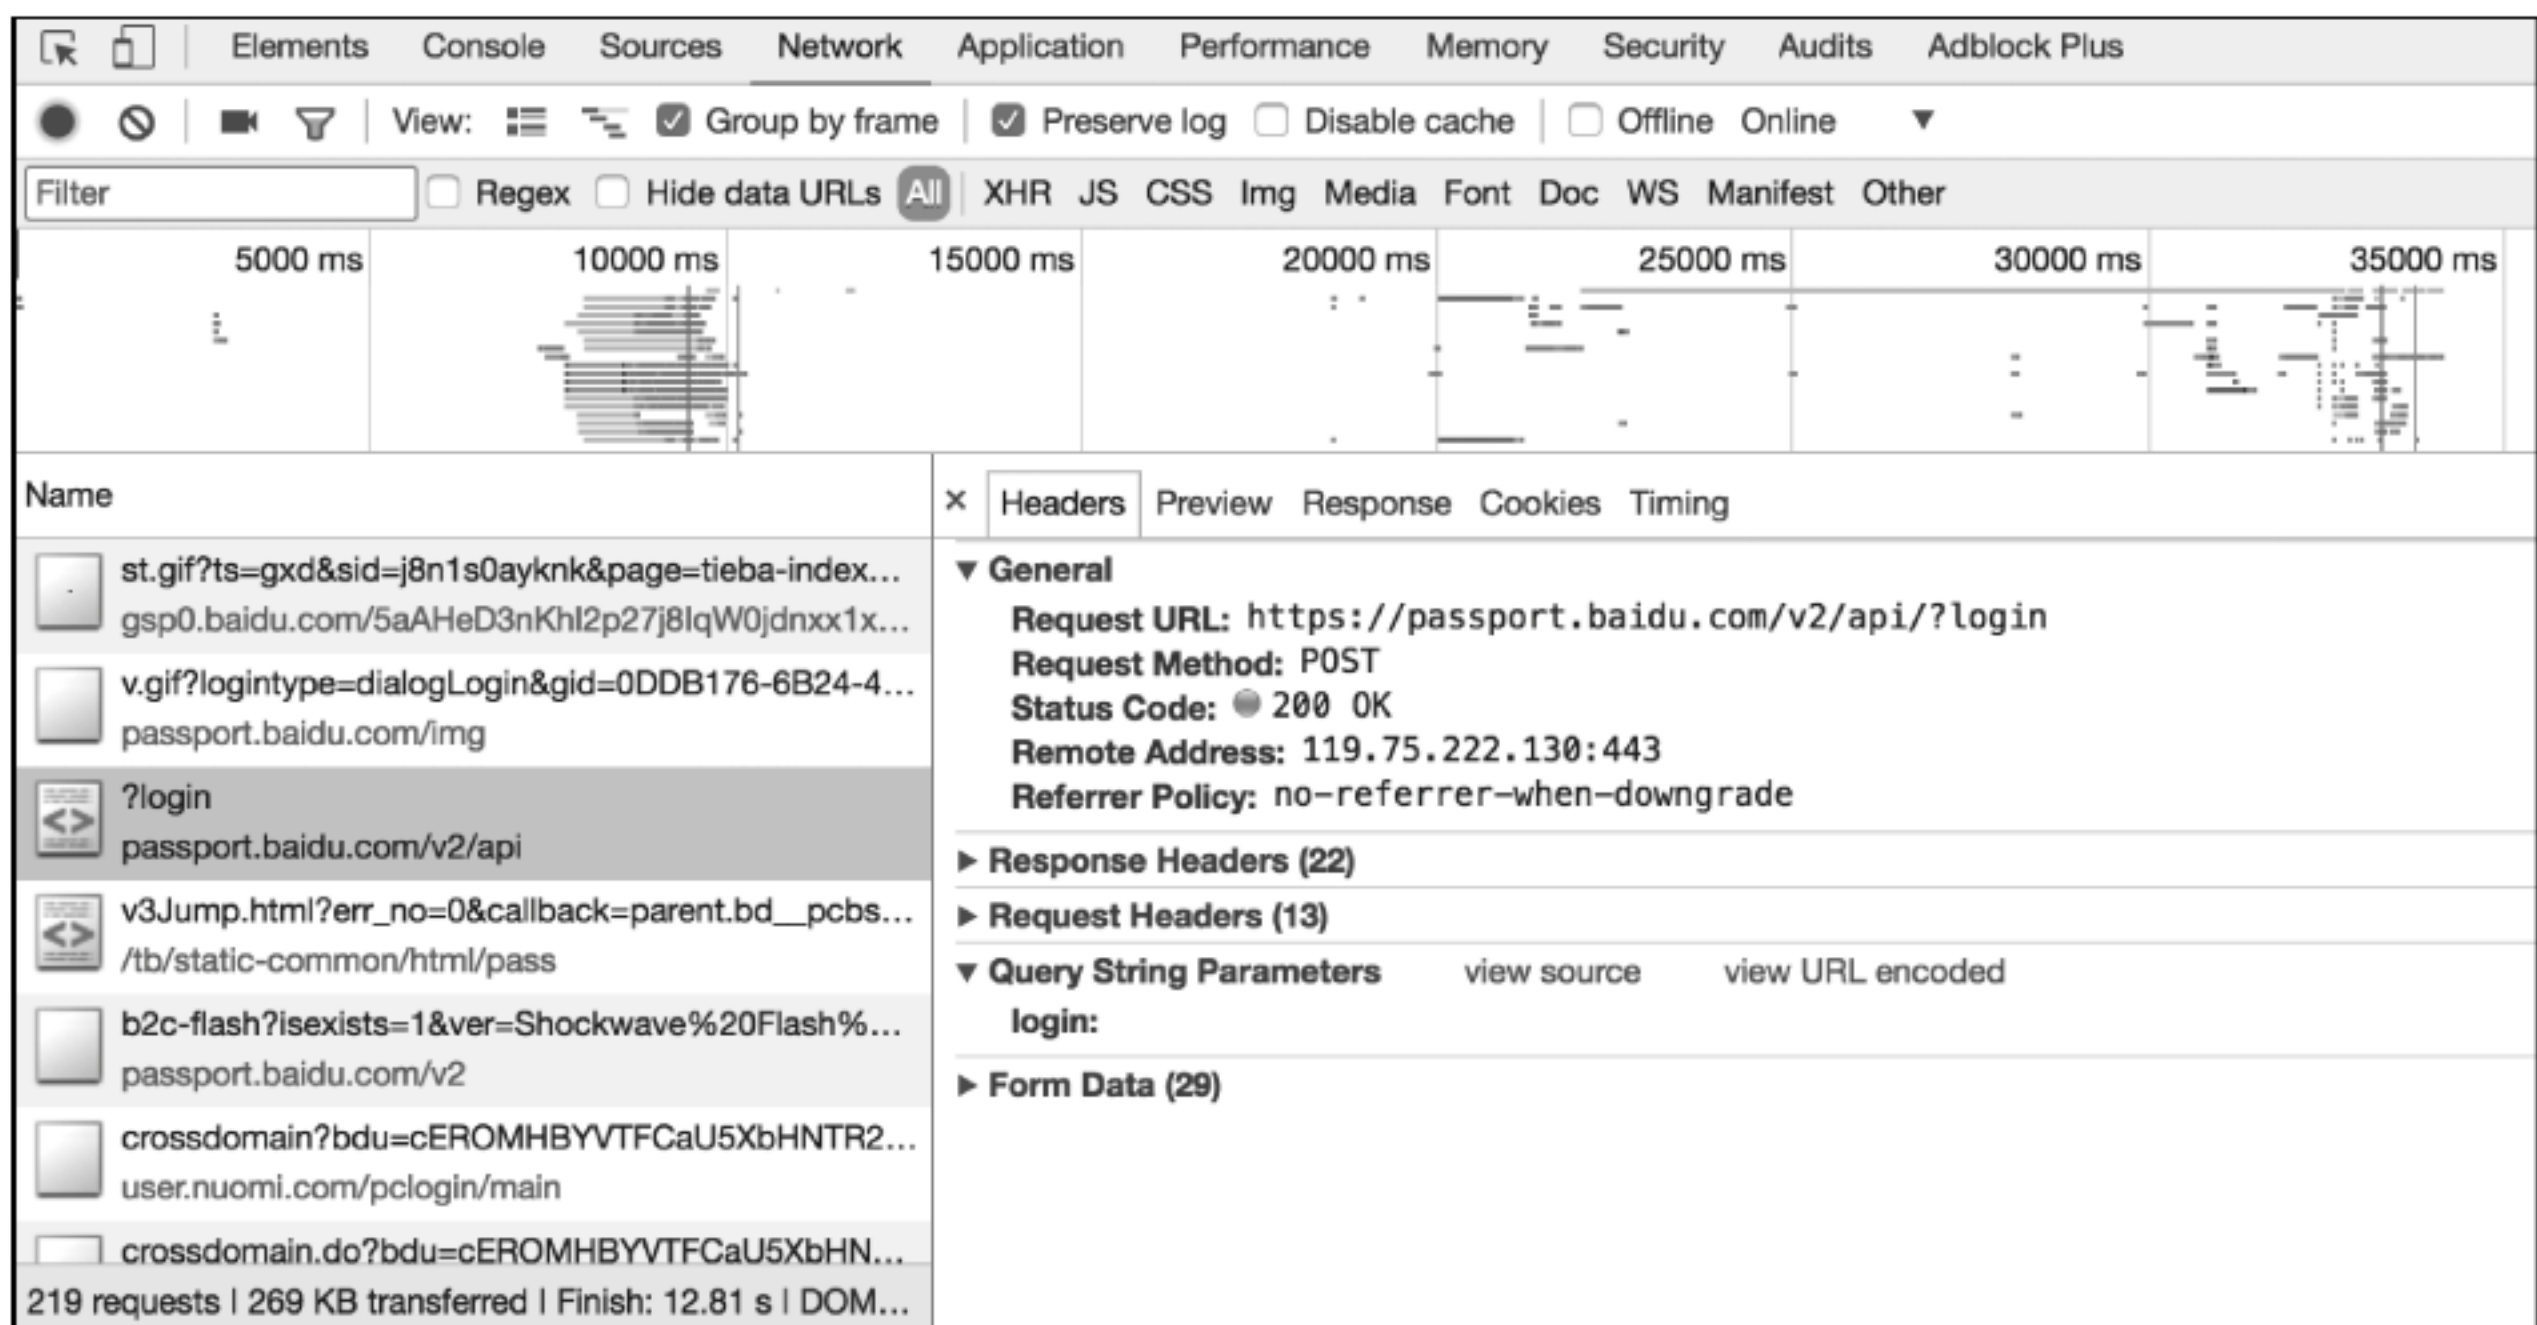 Elements Console Sources Network Application Performance Memory Security Audits Adblock Plus
View: Group by frame Preserve log Disable cache Offline Online
Filter Regex Hide data URLs All XHR JS CSS Img Media Font Doc WS Manifest Other
5000 ms 10000 ms 15000 ms 20000 ms 25000 ms 30000 ms 35000 ms
Name
st.gif?ts=gxd&sid=j8n1s0ayknk&page=tieba-index...
gsp0.baidu.com/5aAHeD3nKhI2p27j8IqW0jdnxx1x...
v.gif?logintype=dialogLogin&gid=0DDB176-6B24-4...
passport.baidu.com/img
?login
passport.baidu.com/v2/api
v3Jump.html?err_no=0&callback=parent.bd__pcbs...
/tb/static-common/html/pass
b2c-flash?isexists=1&ver=Shockwave%20Flash%...
passport.baidu.com/v2
crossdomain?bdu=cEROMHBYVTFCaU5XbHNTR2...
user.nuomi.com/pclogin/main
crossdomain.do?bdu=cEROMHBYVTFCaU5XbHN...
219 requests | 269 KB transferred | Finish: 12.81 s | DOM...
× Headers Preview Response Cookies Timing
General
Request URL: https://passport.baidu.com/v2/api/?login
Request Method: POST
Status Code: 200 OK
Remote Address: 119.75.222.130:443
Referrer Policy: no-referrer-when-downgrade
Response Headers (22)
Request Headers (13)
Query String Parameters view source view URL encoded
login:
Form Data (29)